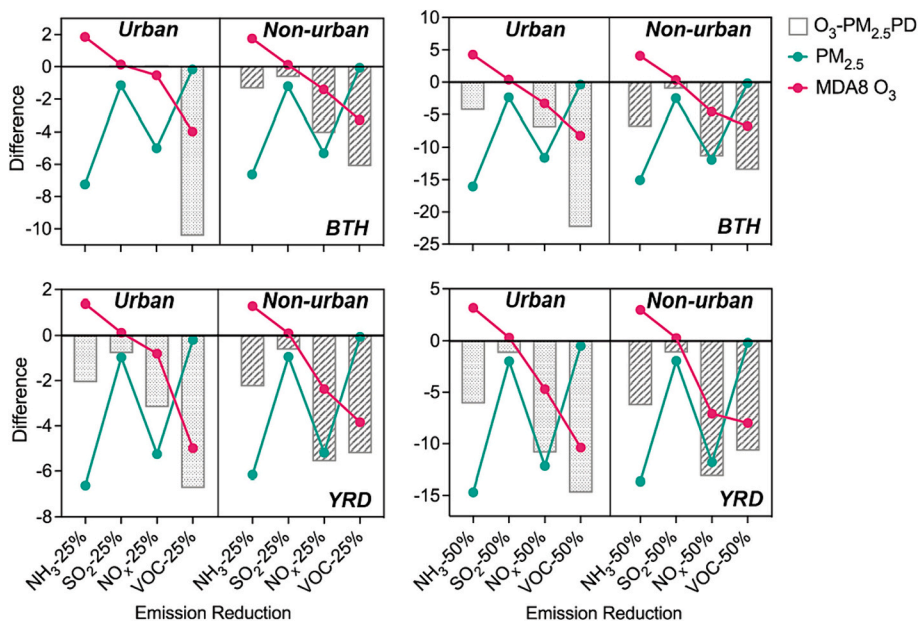 Urban
Non-urban
Difference
2
0
-2
-4
-6
-8
-10
BTH
Urban
Non-urban
10
5
0
-5
-10
-15
-20
-25
BTH
O₃-PM₂.₅PD
PM₂.₅
MDA8 O₃
Urban
Non-urban
Difference
2
0
-2
-4
-6
-8
YRD
NH₃-25%
SO₂-25%
NOₓ-25%
VOC-25%
NH₃-25%
SO₂-25%
NOₓ-25%
VOC-25%
Emission Reduction
Urban
Non-urban
5
0
-5
-10
-15
YRD
NH₃-50%
SO₂-50%
NOₓ-50%
VOC-50%
NH₃-50%
SO₂-50%
NOₓ-50%
VOC-50%
Emission Reduction